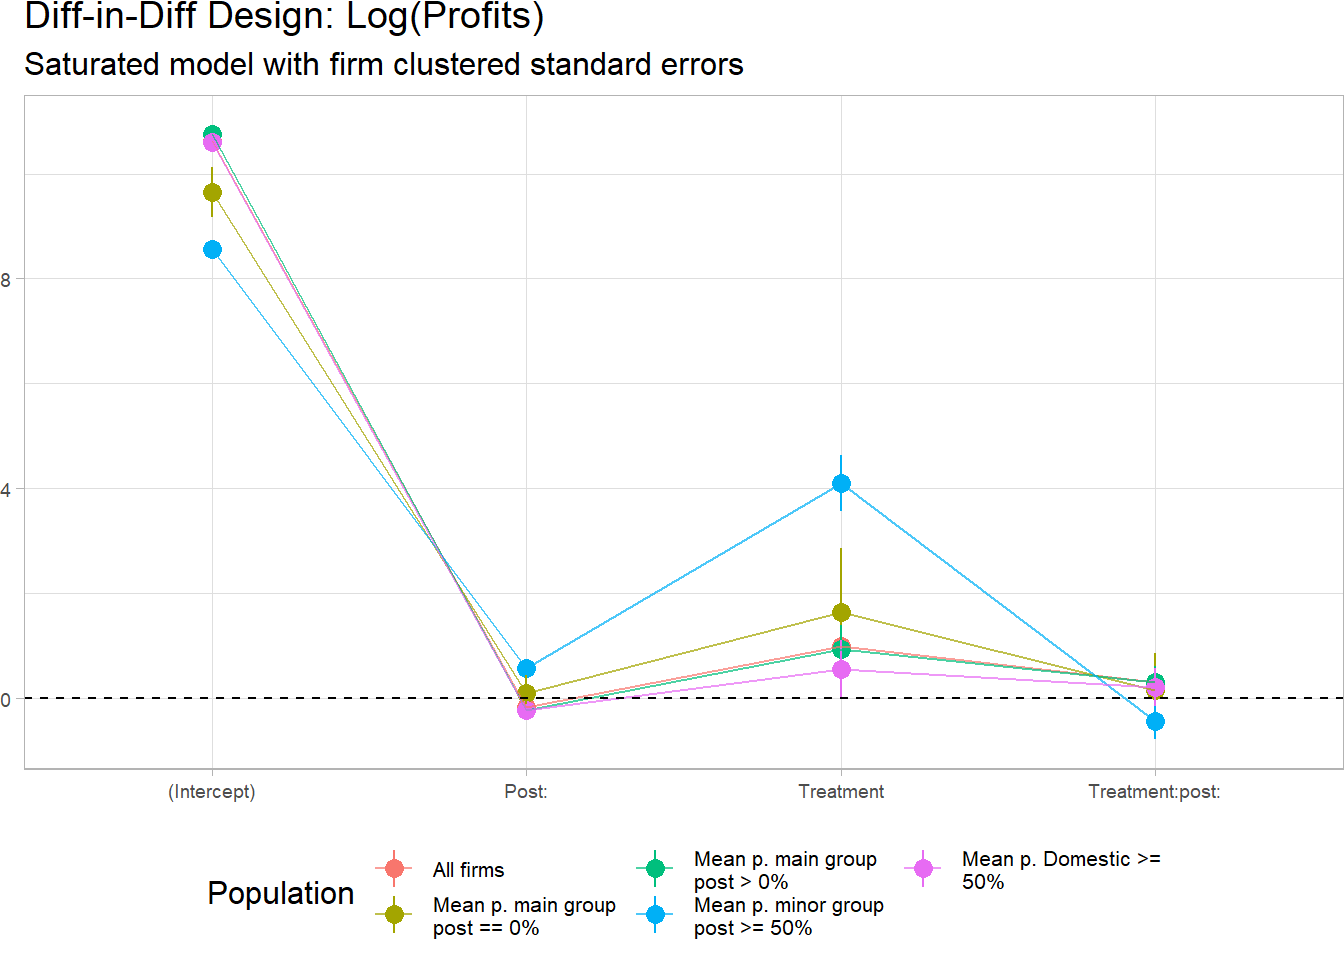 Diff-in-Diff Design: Log(Profits)
Saturated model with firm clustered standard errors
8
4
0
(Intercept)
Post:
Treatment
Treatment:post:
Population
All firms
Mean p. main group
post == 0%
Mean p. main group
post > 0%
Mean p. minor group
post >= 50%
Mean p. Domestic >=
50%